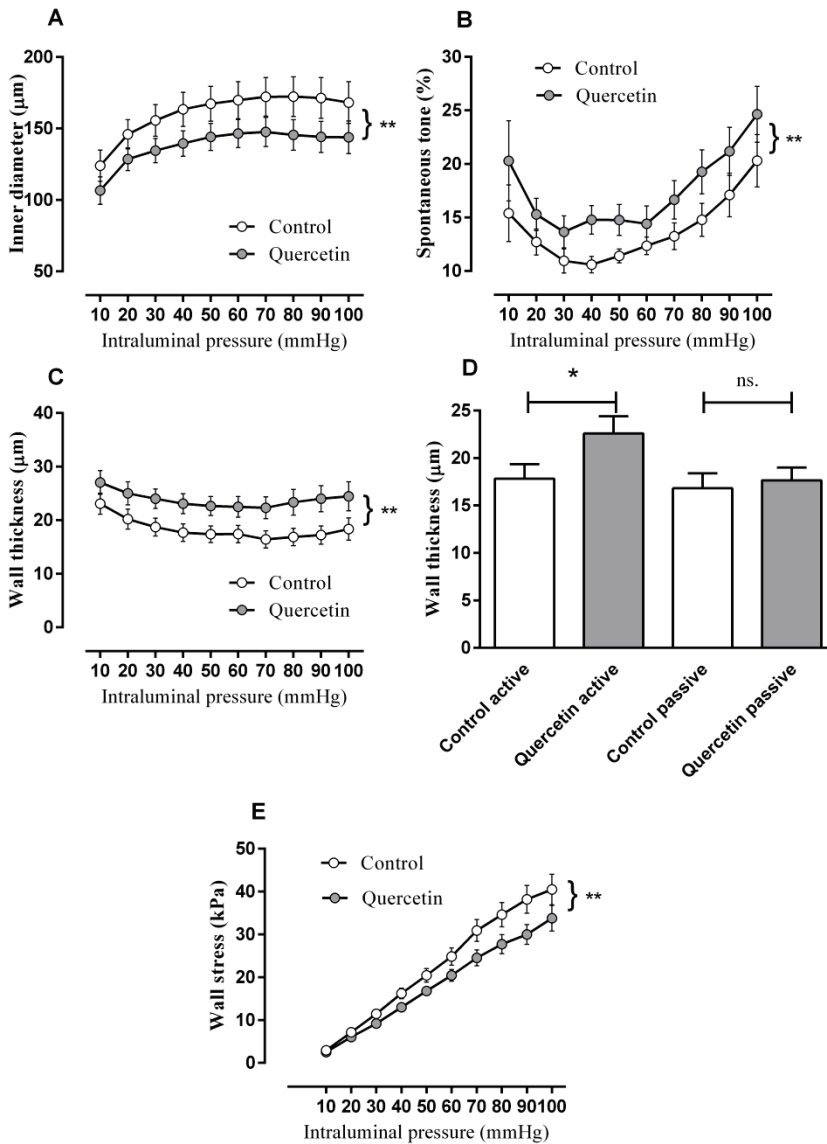 A
200
150
100
50
Inner diameter (μm)
Control
Quercetin
} **
10 20 30 40 50 60 70 80 90 100
Intraluminal pressure (mmHg)
B
30
25
20
15
10
Spontaneous tone (%)
Control
Quercetin
} **
10 20 30 40 50 60 70 80 90 100
Intraluminal pressure (mmHg)
C
40
30
20
10
0
Wall thickness (μm)
Control
Quercetin
} **
10 20 30 40 50 60 70 80 90 100
Intraluminal pressure (mmHg)
D
*
ns.
25
20
15
10
5
0
Wall thickness (μm)
Control active
Quercetin active
Control passive
Quercetin passive
E
50
40
30
20
10
0
Wall stress (kPa)
Control
Quercetin
} **
10 20 30 40 50 60 70 80 90 100
Intraluminal pressure (mmHg)